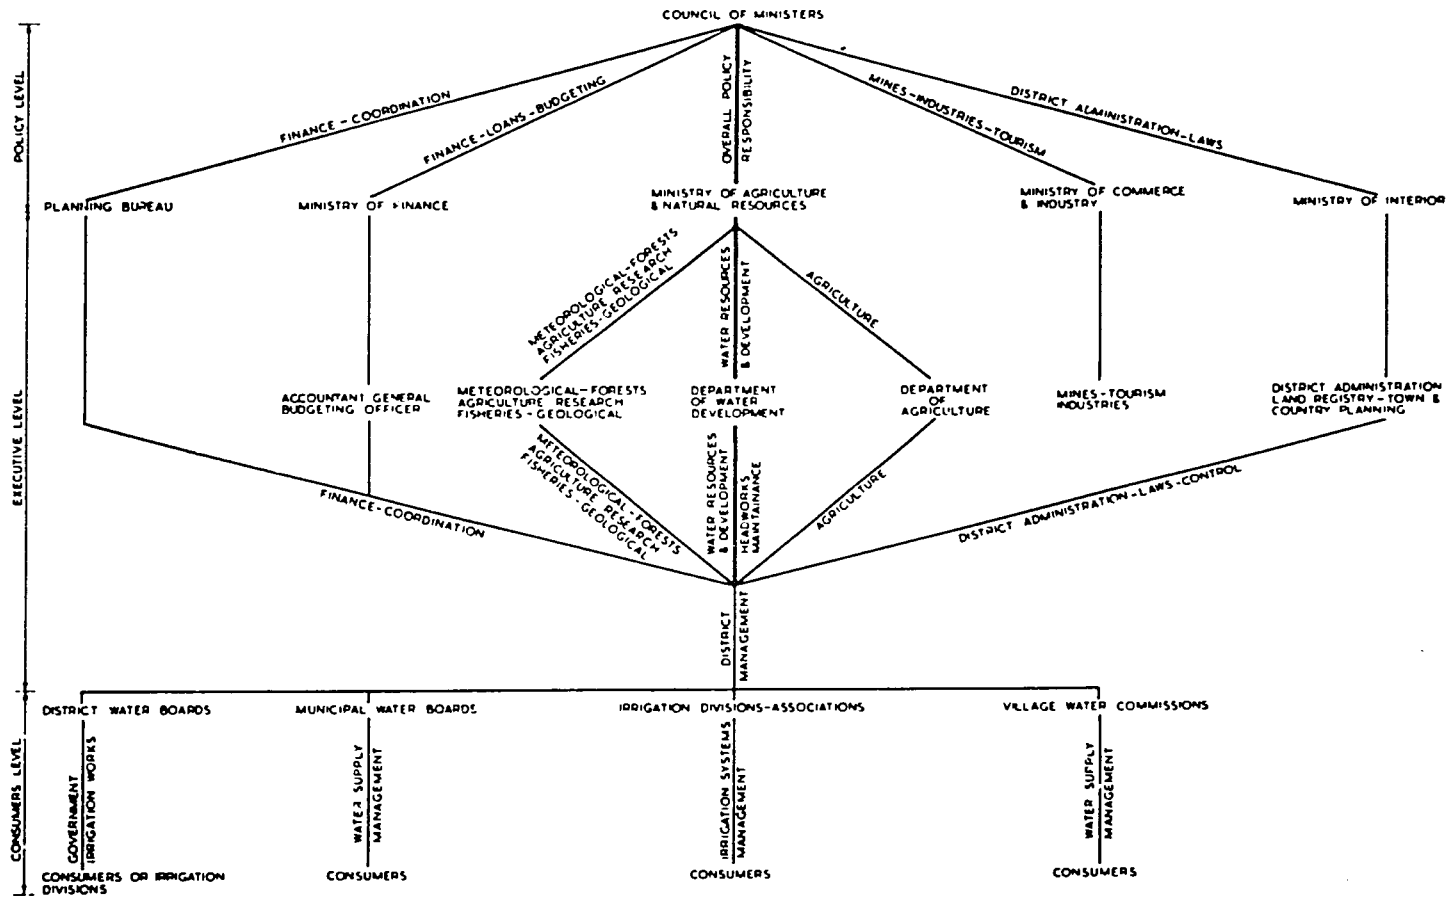 COUNCIL OF MINISTERS
POLICY LEVEL
FINANCE - COORDINATION
FINANCE - LOANS - BUDGETING
OVERALL POLICY
RESPONSIBILITY
MINES - INDUSTRIES - TOURISM
DISTRICT ADMINISTRATION - LAWS
PLANNING BUREAU
MINISTRY OF FINANCE
MINISTRY OF AGRICULTURE
& NATURAL RESOURCES
MINISTRY OF COMMERCE
& INDUSTRY
MINISTRY OF INTERIOR
EXECUTIVE LEVEL
METEOROLOGICAL - FORESTS
AGRICULTURE RESEARCH
FISHERIES - GEOLOGICAL
WATER RESOURCES
& DEVELOPMENT
AGRICULTURE
ACCOUNTANT GENERAL
BUDGETING OFFICER
METEOROLOGICAL - FORESTS
AGRICULTURE RESEARCH
FISHERIES - GEOLOGICAL
DEPARTMENT
OF WATER
DEVELOPMENT
DEPARTMENT
OF
AGRICULTURE
MINES - TOURISM
INDUSTRIES
DISTRICT ADMINISTRATION
LAND REGISTRY - TOWN &
COUNTRY PLANNING
FINANCE - COORDINATION
METEOROLOGICAL - FORESTS
AGRICULTURE RESEARCH
FISHERIES - GEOLOGICAL
WATER RESOURCES
& DEVELOPMENT
HEADWORKS
MAINTAINANCE
AGRICULTURE
DISTRICT ADMINISTRATION - LAWS - CONTROL
DISTRICT
MANAGEMENT
CONSUMERS LEVEL
DISTRICT WATER BOARDS
MUNICIPAL WATER BOARDS
IRRIGATION DIVISIONS - ASSOCIATIONS
VILLAGE WATER COMMISSIONS
GOVERNMENT
IRRIGATION WORKS
WATER SUPPLY
MANAGEMENT
IRRIGATION SYSTEMS
MANAGEMENT
WATER SUPPLY
MANAGEMENT
CONSUMERS OR IRRIGATION
DIVISIONS
CONSUMERS
CONSUMERS
CONSUMERS